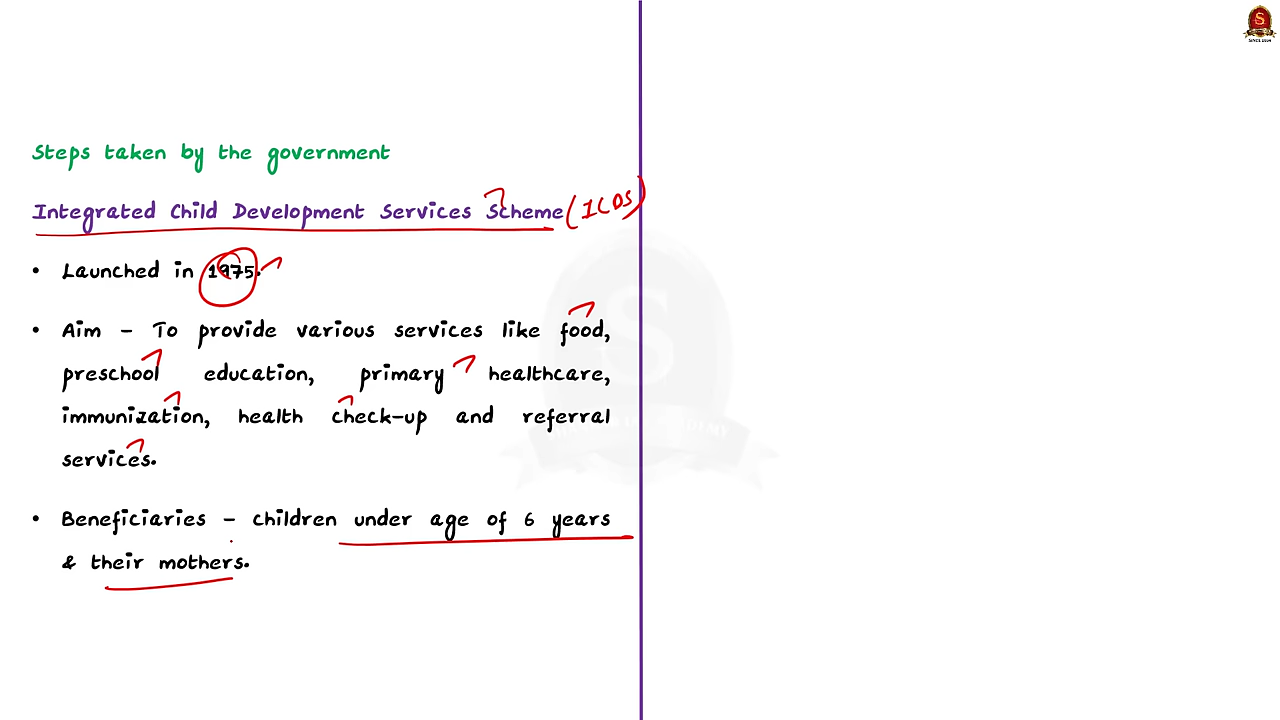 Steps taken by the government
Integrated Child Development Services Scheme (ICDS)
• Launched in 1975.
• Aim - To provide various services like food,
preschool education, primary healthcare,
immunization, health check-up and referral
services.
• Beneficiaries - children under age of 6 years
& their mothers.